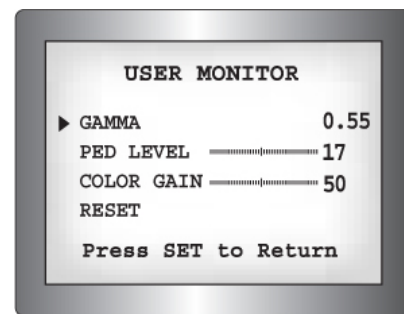 USER MONITOR
GAMMA 0.55
PED LEVEL 17
COLOR GAIN 50
RESET
Press SET to Return